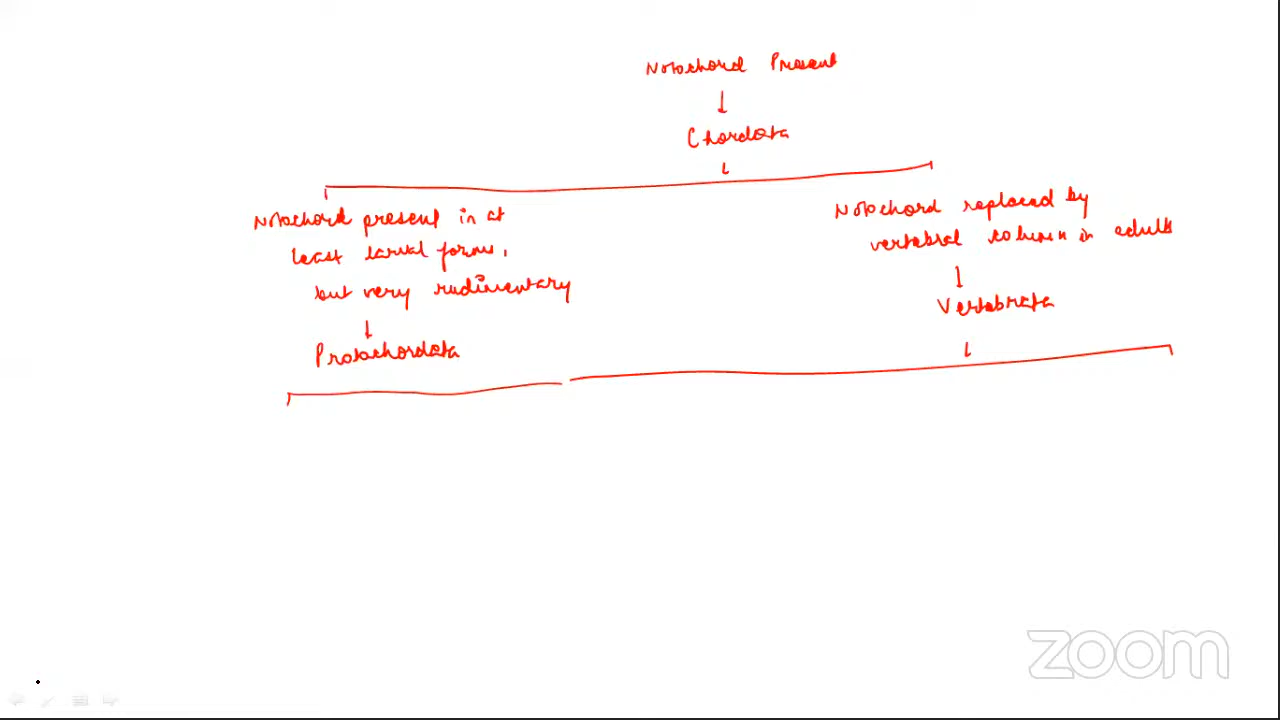 Notochord Present
Chordata
Notochord present in at
least larval forms,
but very rudimentary
Protochordata
Notochord replaced by
vertebral column in adults
Vertebrata
zoom